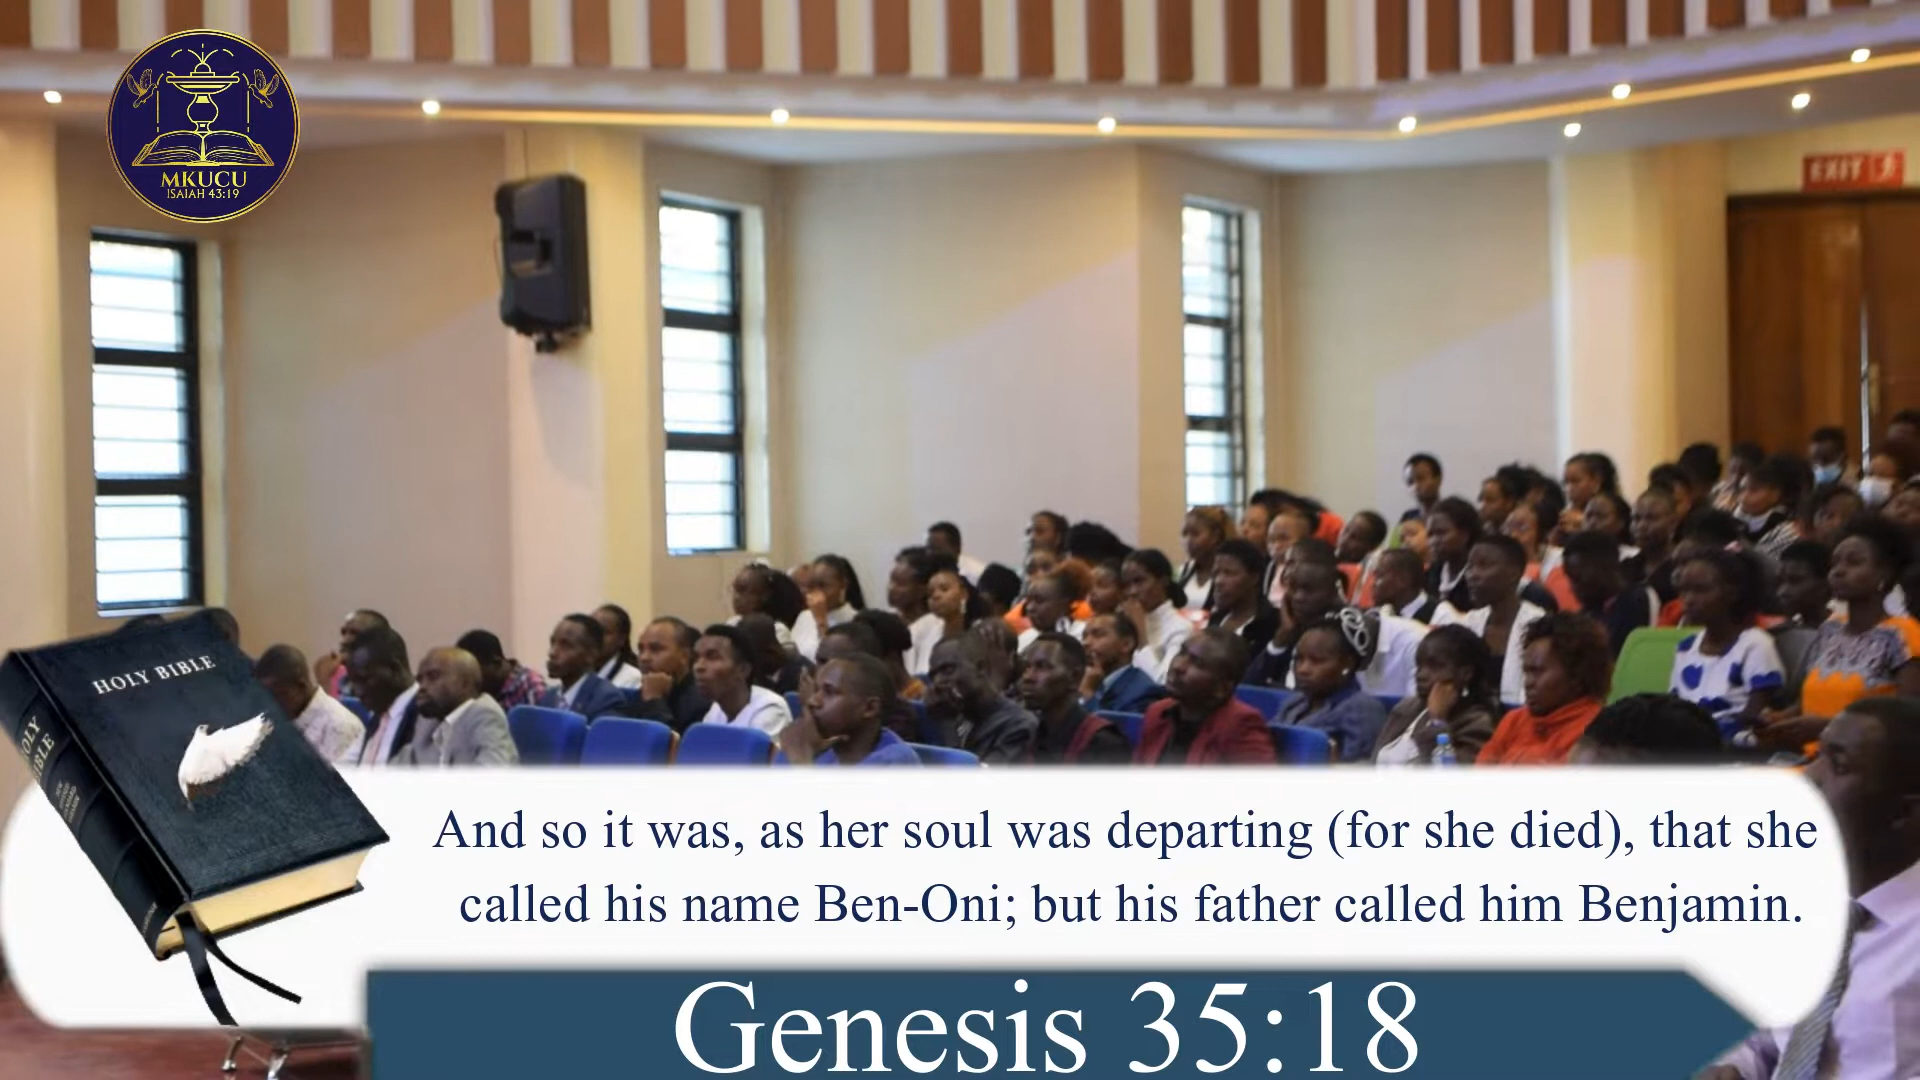 MKUCU
ISAIAH 43:19
EXIT
HOLY BIBLE
HOLY
BIBLE
And so it was, as her soul was departing (for she died), that she
called his name Ben-Oni; but his father called him Benjamin.
Genesis 35:18